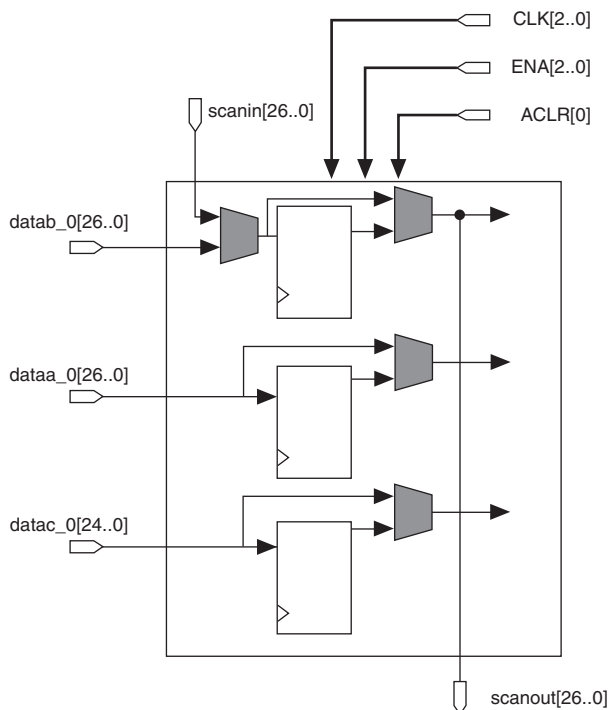 CLK[2..0]
ENA[2..0]
ACLR[0]
scanin[26..0]
datab_0[26..0]
dataa_0[26..0]
datac_0[24..0]
scanout[26..0]